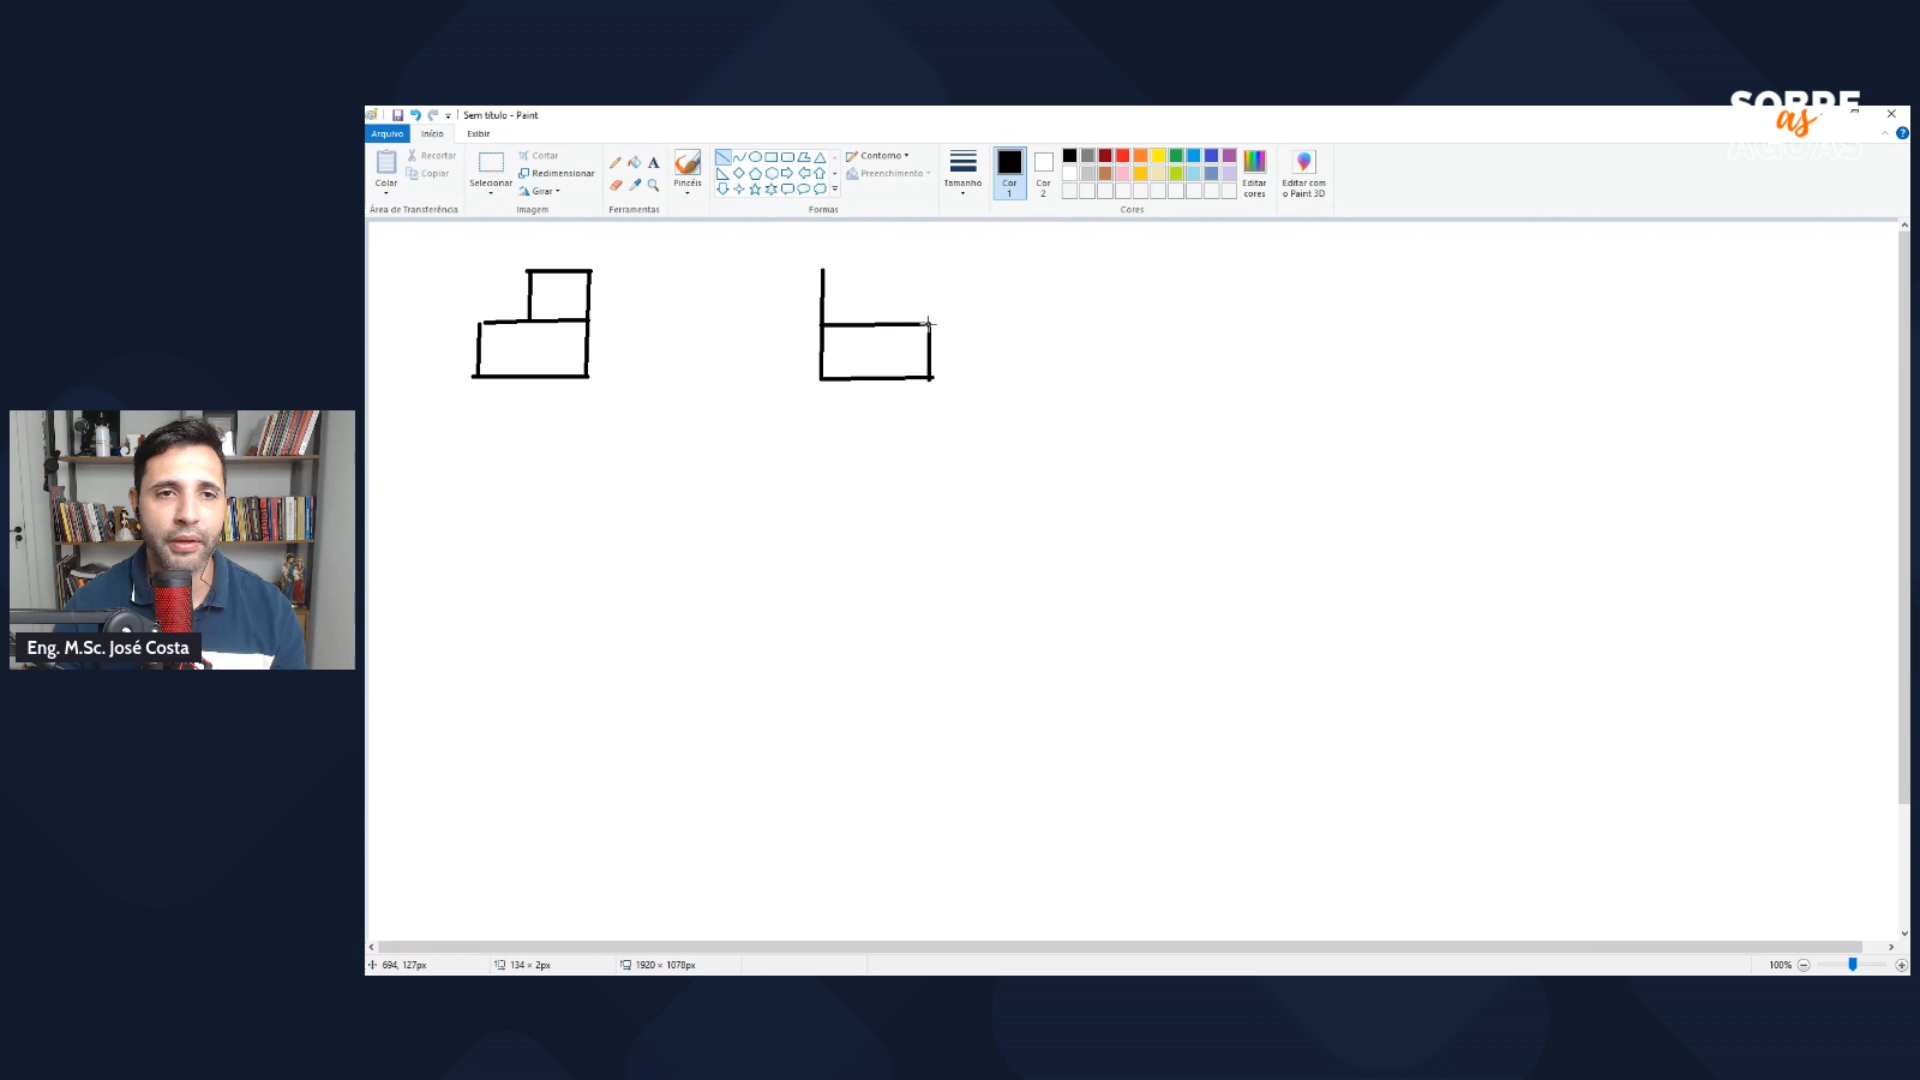 SOBRE
as
ÁGUAS
Sem título - Paint
Arquivo Início Exibir
Colar
Recortar
Copiar
Área de Transferência
Selecionar
Cortar
Redimensionar
Girar
Imagem
A
Ferramentas
Pincéis
Contorno
Preenchimento
Formas
Tamanho
Cor 1
Cor 2
Editar cores
Editar com o Paint 3D
Cores
Eng. M.Sc. José Costa
694, 127px 134 × 2px 1920 × 1078px 100%